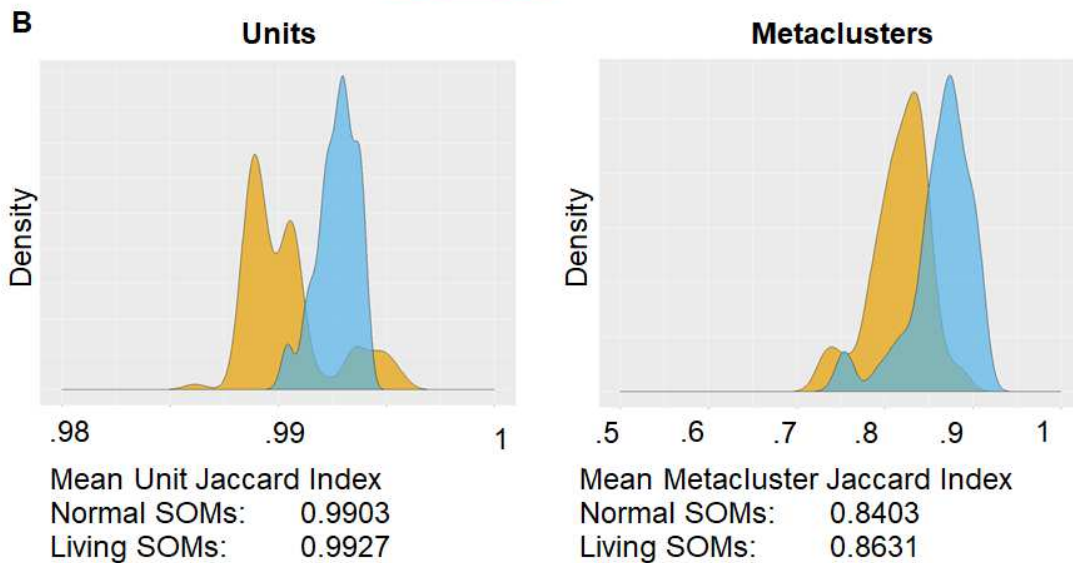 B
Units
Metaclusters
Density
Density
.98 .99 1
.5 .6 .7 .8 .9 1
Mean Unit Jaccard Index
Normal SOMs: 0.9903
Living SOMs: 0.9927
Mean Metacluster Jaccard Index
Normal SOMs: 0.8403
Living SOMs: 0.8631